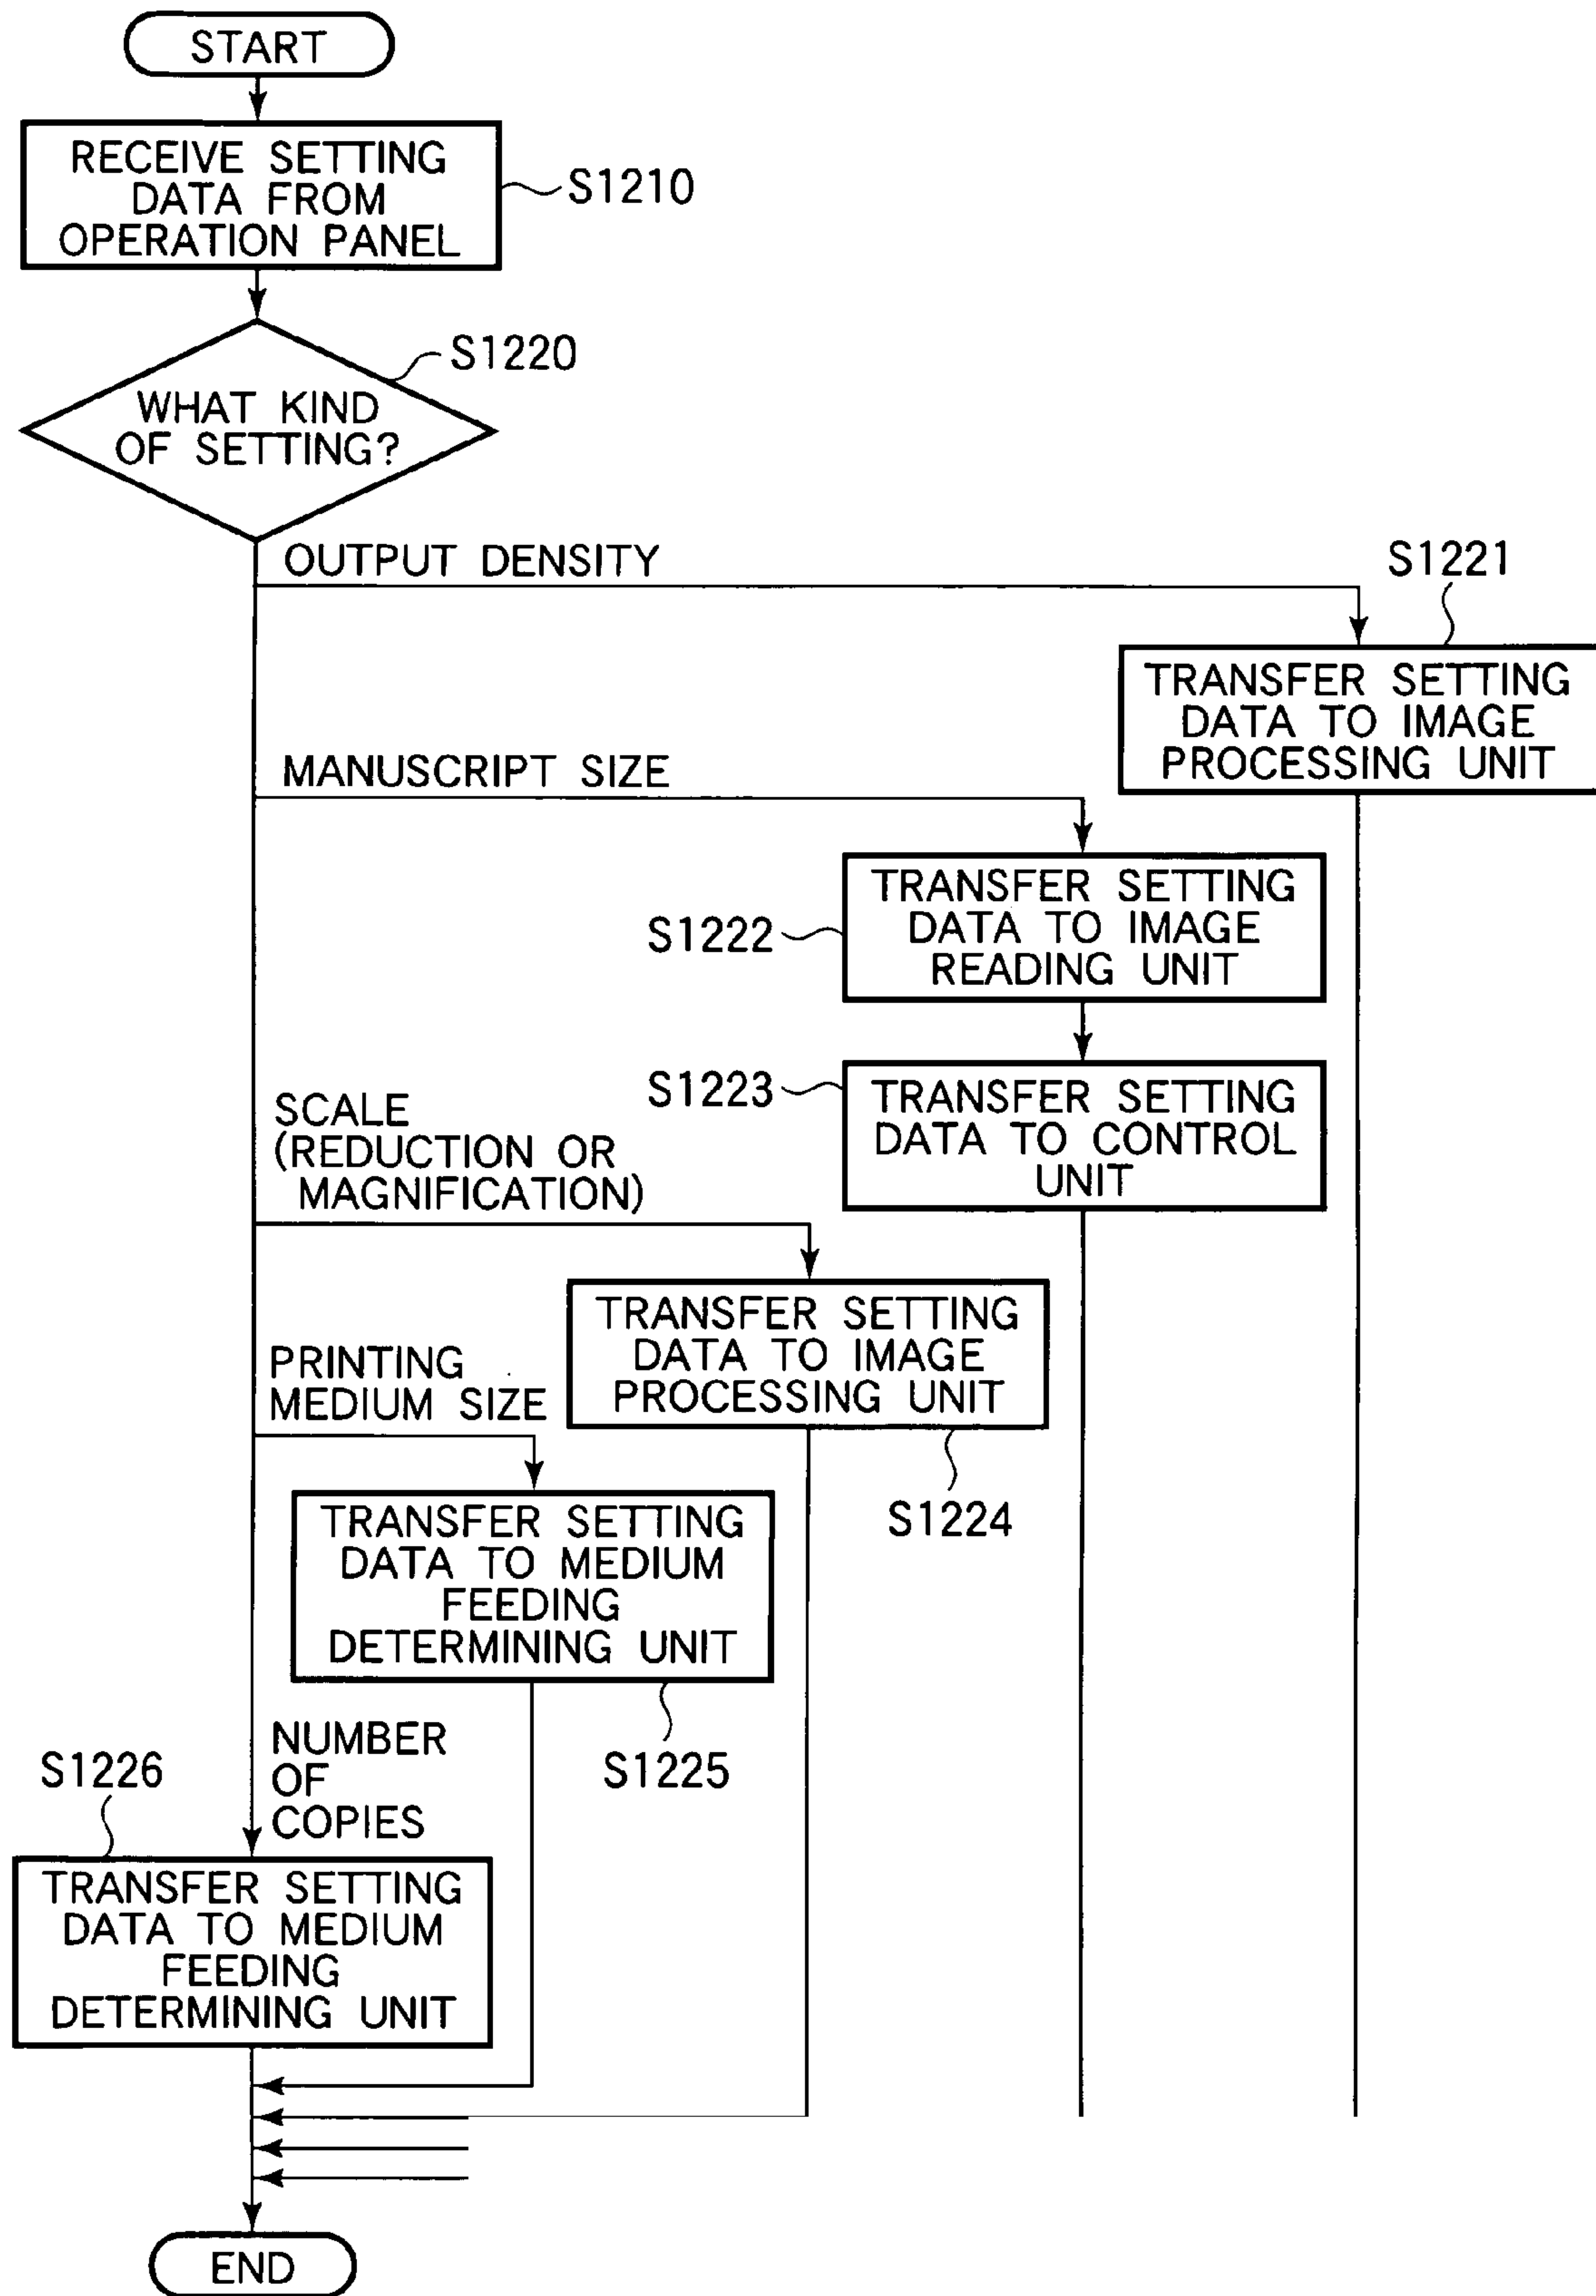 START
RECEIVE SETTING
DATA FROM
OPERATION PANEL
S1210
S1220
WHAT KIND
OF SETTING?
OUTPUT DENSITY
S1221
TRANSFER SETTING
DATA TO IMAGE
PROCESSING UNIT
MANUSCRIPT SIZE
S1222
TRANSFER SETTING
DATA TO IMAGE
READING UNIT
S1223
TRANSFER SETTING
DATA TO CONTROL
UNIT
SCALE
(REDUCTION OR
MAGNIFICATION)
TRANSFER SETTING
DATA TO IMAGE
PROCESSING UNIT
S1224
PRINTING
MEDIUM SIZE
TRANSFER SETTING
DATA TO MEDIUM
FEEDING
DETERMINING UNIT
S1225
NUMBER
OF
COPIES
S1226
TRANSFER SETTING
DATA TO MEDIUM
FEEDING
DETERMINING UNIT
END